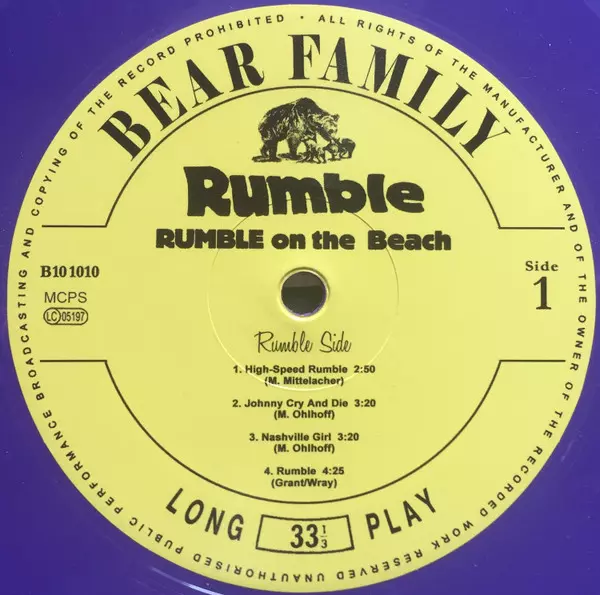 ALL RIGHTS OF THE MANUFACTURER AND OF THE OWNER OF THE RECORDED WORK RESERVED UNAUTHORISED PUBLIC PERFORMANCE BROADCASTING AND COPYING OF THE RECORD PROHIBITED •
BEAR FAMILY
Rumble
RUMBLE on the Beach
B101010
MCPS
LC 05197
Side
1
Rumble Side
1. High-Speed Rumble 2:50
(M. Mittelacher)
2. Johnny Cry And Die 3:20
(M. Ohlhoff)
3. Nashville Girl 3:20
(M. Ohlhoff)
4. Rumble 4:25
(Grant/Wray)
LONG PLAY
33 1/3